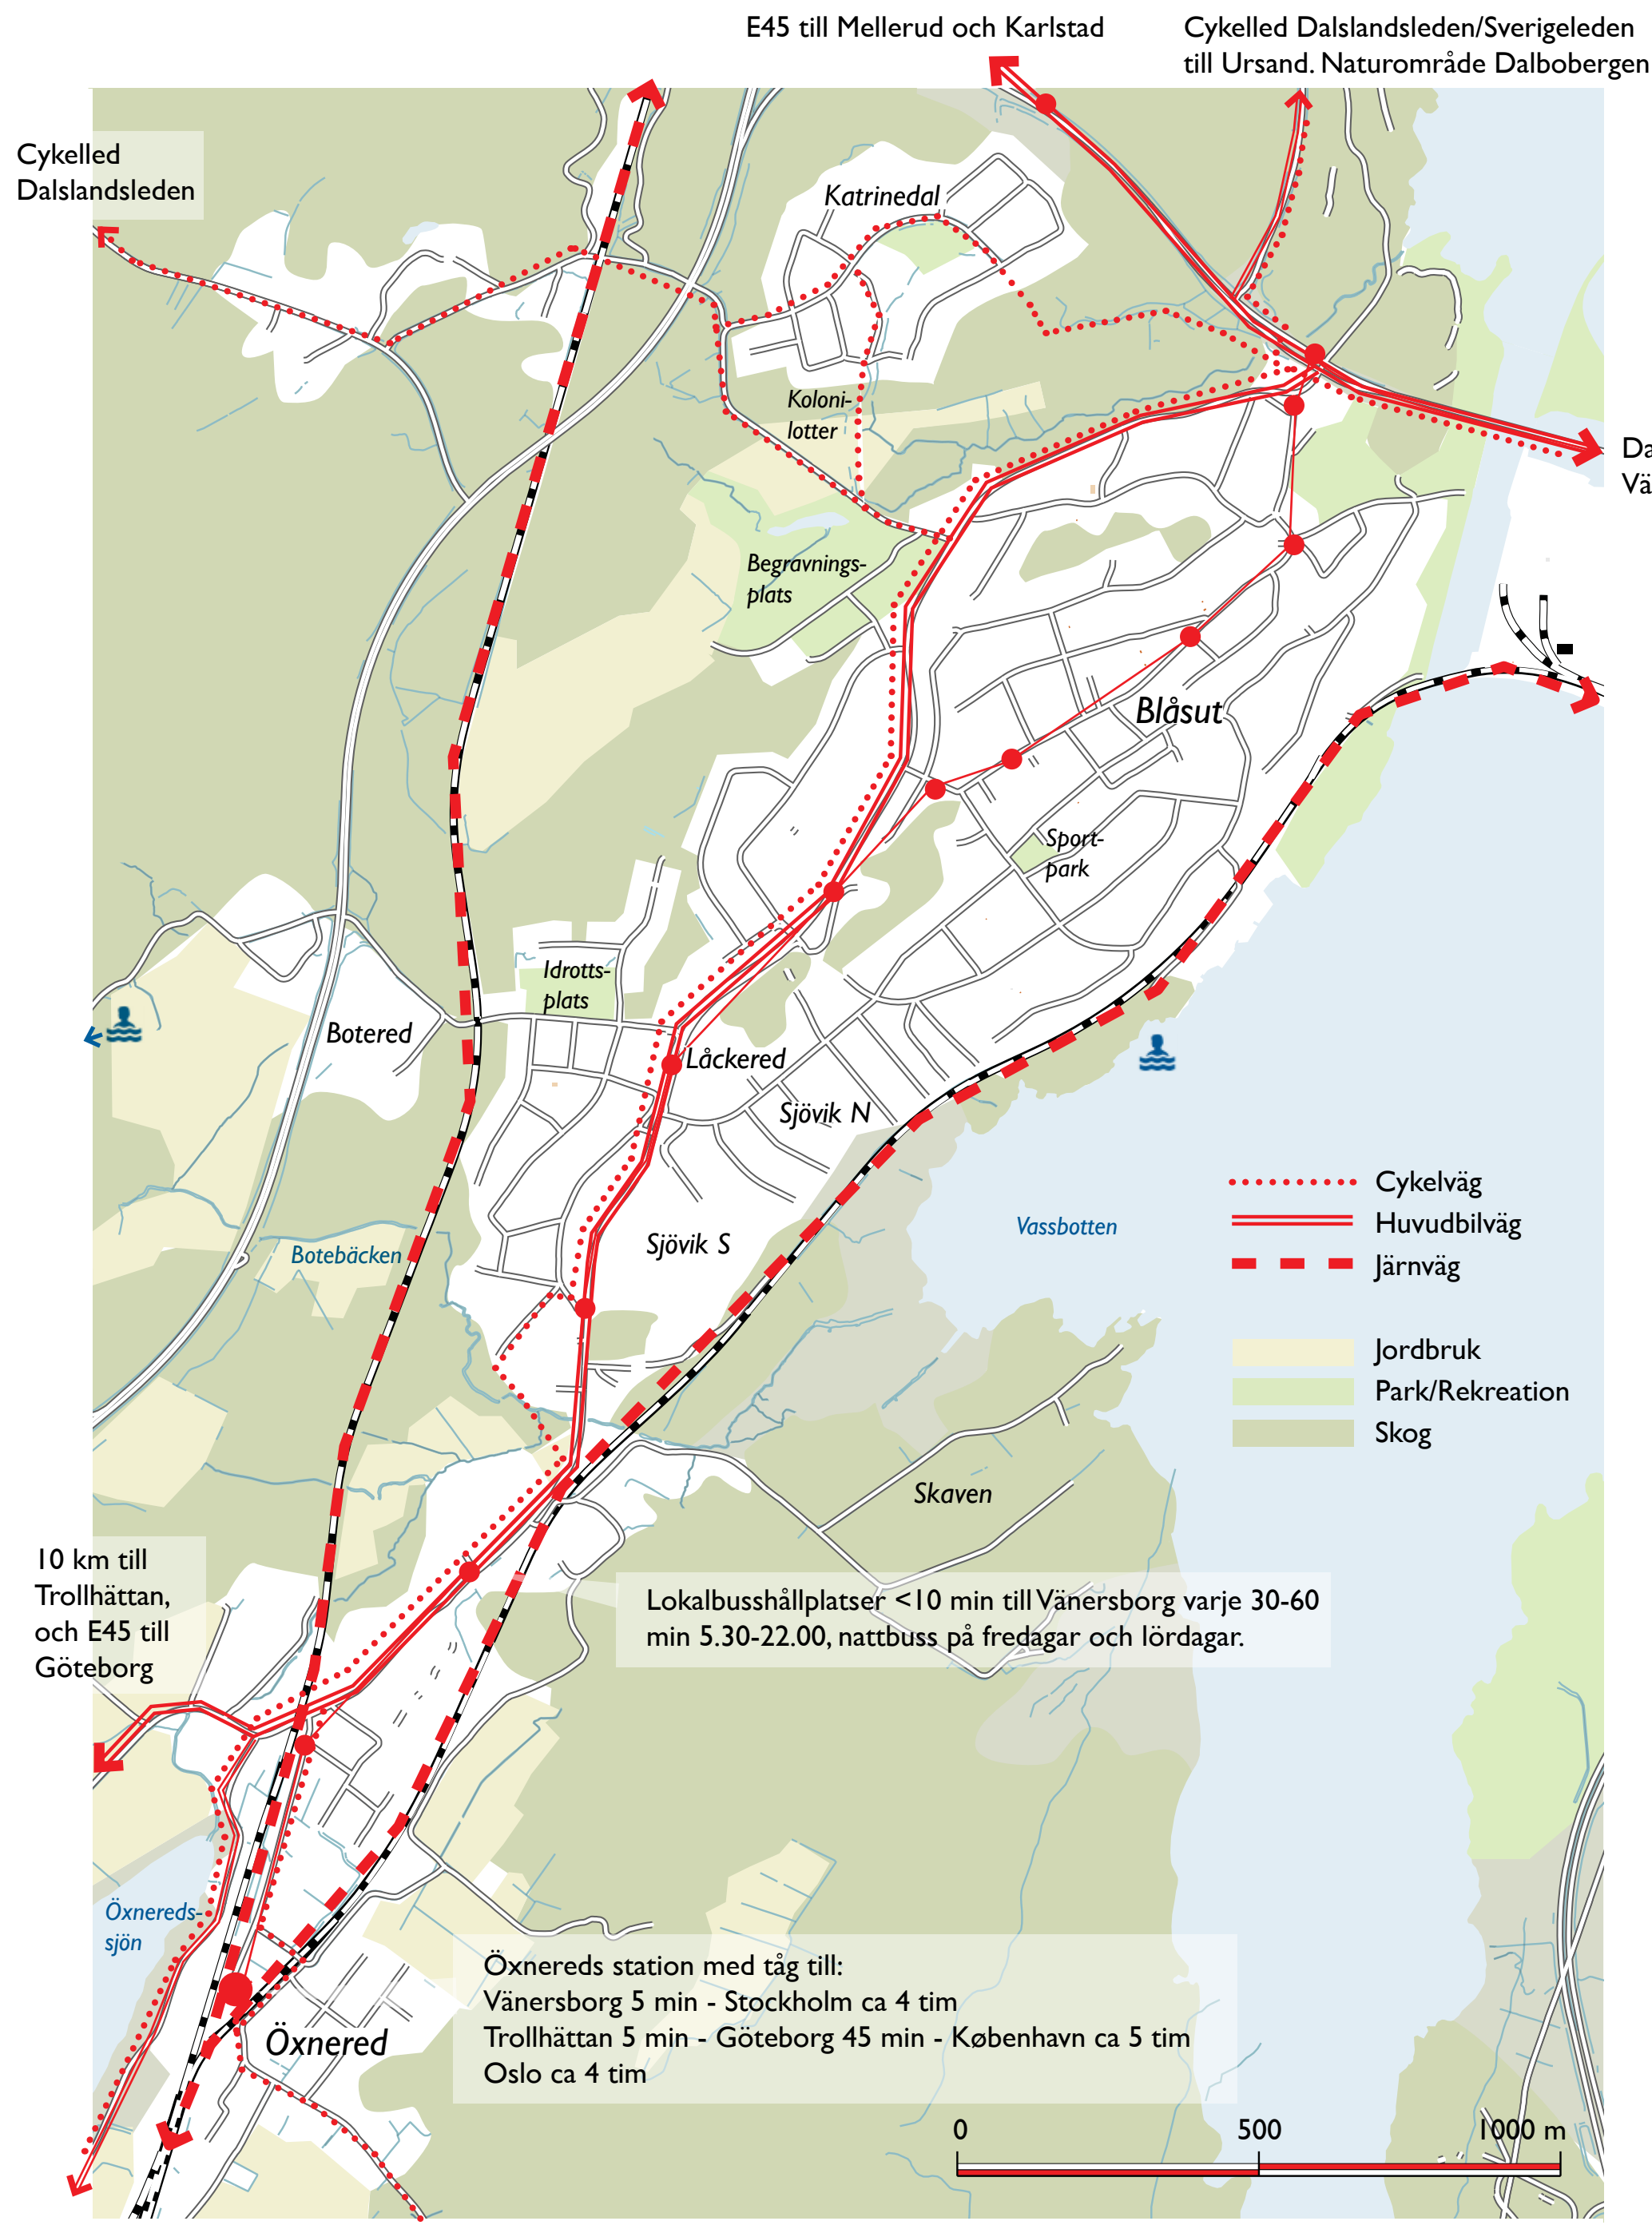 E45 till Mellerud och Karlstad
Cykelled Dalslandsleden/Sverigeleden
till Ursand. Naturområde Dalbobergen
Cykelled
Dalslandsleden
Katrinedal
Koloni-
lotter
Da
Vä
Begravnings-
plats
Blåsut
Sport-
park
Idrotts-
plats
Botered
Låckered
Sjövik N
Cykelväg
Huvudbilväg
Järnväg
Vassbotten
Botebäcken
Sjövik S
Jordbruk
Park/Rekreation
Skog
Skaven
10 km till
Trollhättan,
och E45 till
Göteborg
Lokalbusshållplatser <10 min till Vänersborg varje 30-60
min 5.30-22.00, nattbuss på fredagar och lördagar.
Öxnereds-
sjön
Öxnereds station med tåg till:
Vänersborg 5 min - Stockholm ca 4 tim
Trollhättan 5 min - Göteborg 45 min - København ca 5 tim
Oslo ca 4 tim
Öxnered
0 500 1000 m